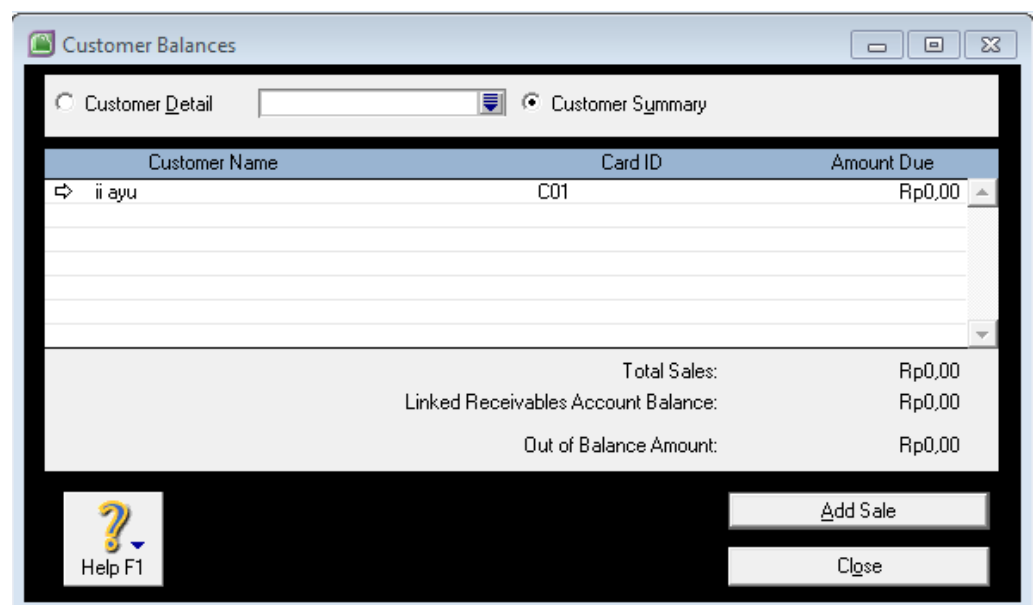 Customer Balances
Customer Detail Customer Summary
Customer Name Card ID Amount Due
ii ayu C01 Rp0,00
Total Sales: Rp0,00
Linked Receivables Account Balance: Rp0,00
Out of Balance Amount: Rp0,00
Add Sale
Help F1
Close